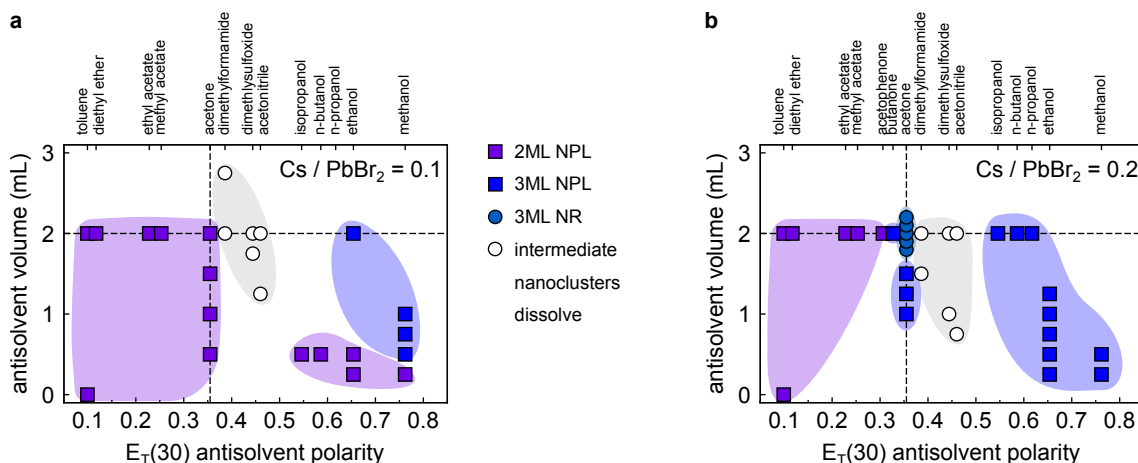 a
toluene
diethyl ether
ethyl acetate
methyl acetate
acetone
dimethylformamide
dimethlysulfoxide
acetonitrile
isopropanol
n-butanol
n-propanol
ethanol
methanol
3
2
1
0
antisolvent volume (mL)
Cs / PbBr2 = 0.1
0.1 0.2 0.3 0.4 0.5 0.6 0.7 0.8
ET(30) antisolvent polarity
2ML NPL
3ML NPL
3ML NR
intermediate
nanoclusters
dissolve
b
toluene
diethyl ether
ethyl acetate
methyl acetate
acetophenone
butanone
acetone
dimethylformamide
dimethlysulfoxide
acetonitrile
isopropanol
n-butanol
n-propanol
ethanol
methanol
3
2
1
0
antisolvent volume (mL)
Cs / PbBr2 = 0.2
0.1 0.2 0.3 0.4 0.5 0.6 0.7 0.8
ET(30) antisolvent polarity